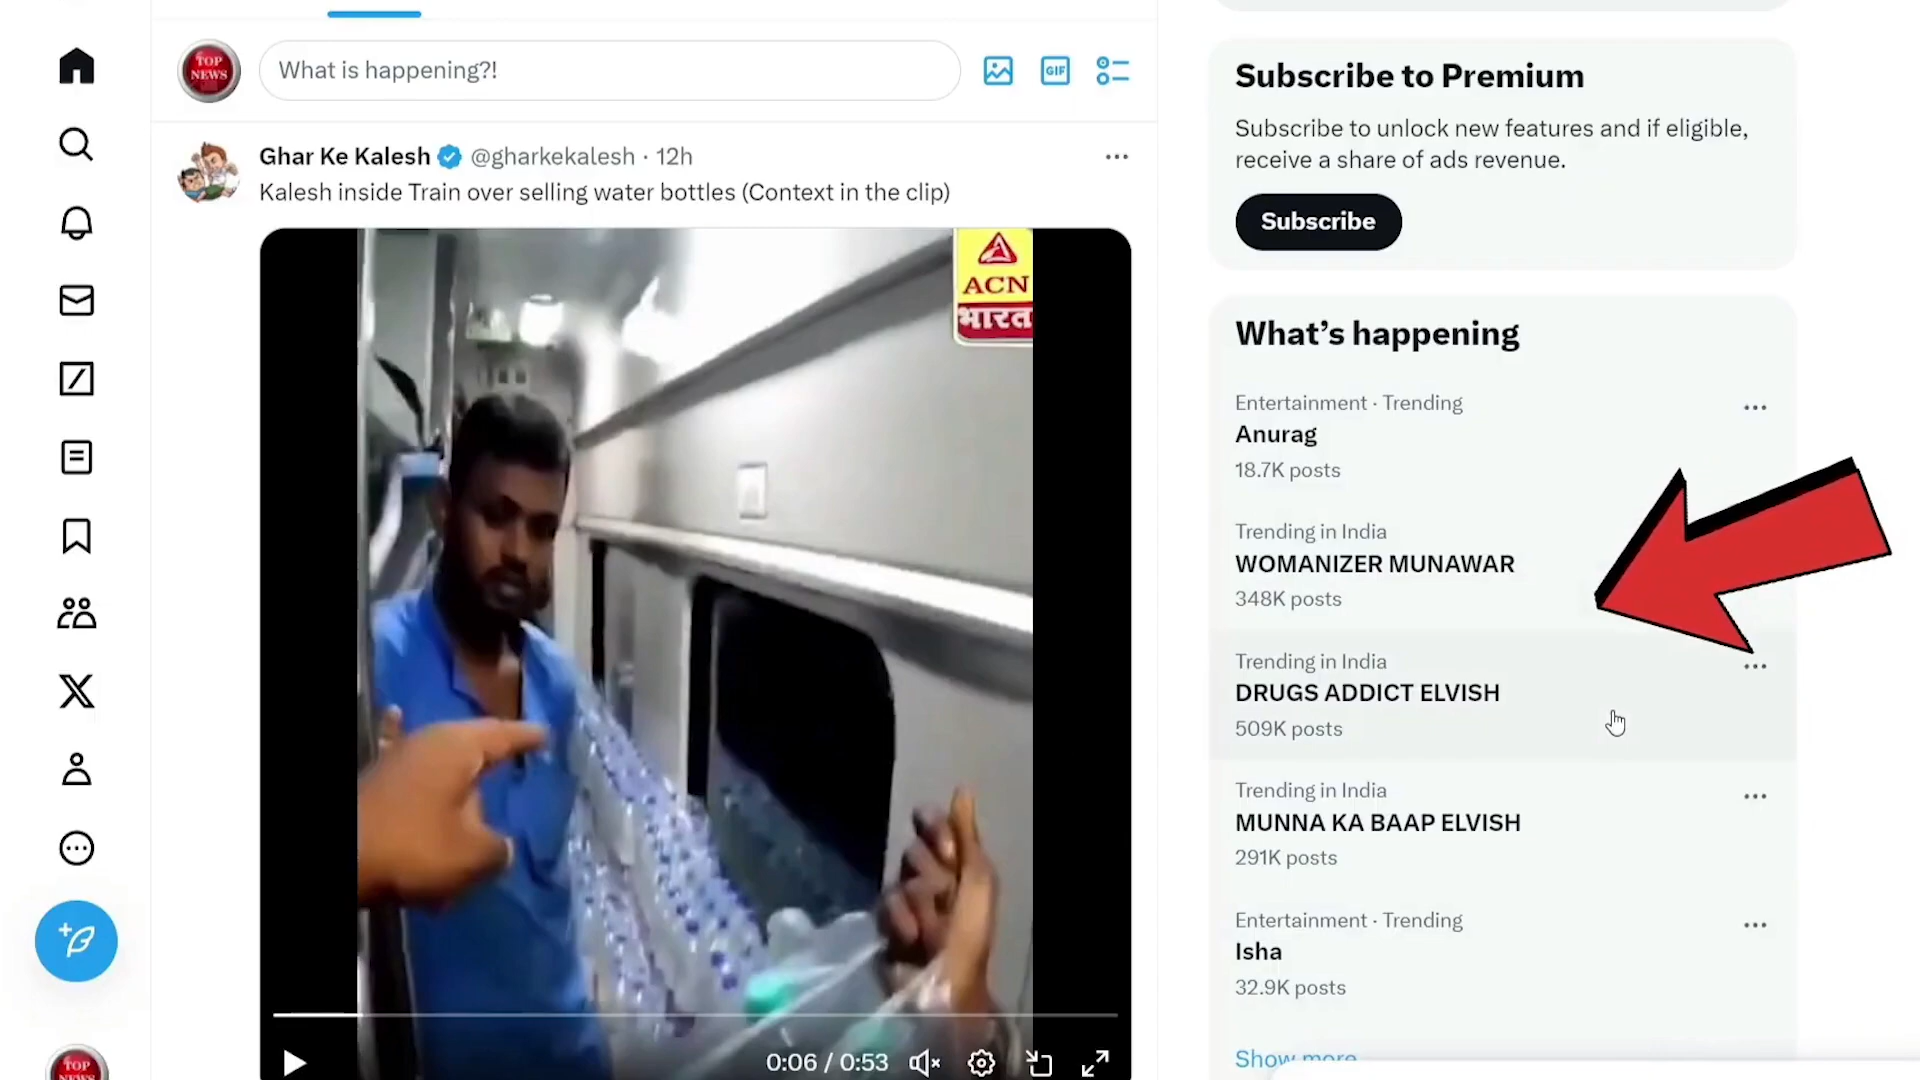 TOP
NEWS
What is happening?!
GIF
Ghar Ke Kalesh @gharkekalesh · 12h
Kalesh inside Train over selling water bottles (Context in the clip)
ACN
भारत
0:06 / 0:53
Subscribe to Premium
Subscribe to unlock new features and if eligible,
receive a share of ads revenue.
Subscribe
What's happening
Entertainment · Trending
Anurag
18.7K posts
Trending in India
WOMANIZER MUNAWAR
348K posts
Trending in India
DRUGS ADDICT ELVISH
509K posts
Trending in India
MUNNA KA BAAP ELVISH
291K posts
Entertainment · Trending
Isha
32.9K posts
Show more
TOP
NEWS